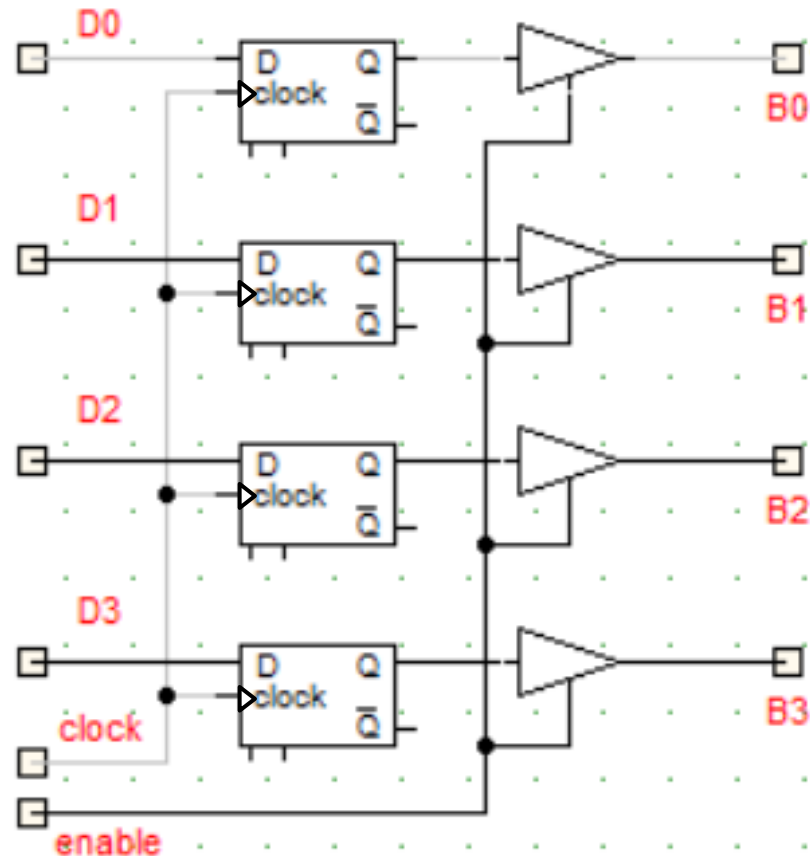 D0
D Q
clock
Q̅
B0
D1
D Q
clock
Q̅
B1
D2
D Q
clock
Q̅
B2
D3
D Q
clock
Q̅
B3
clock
enable